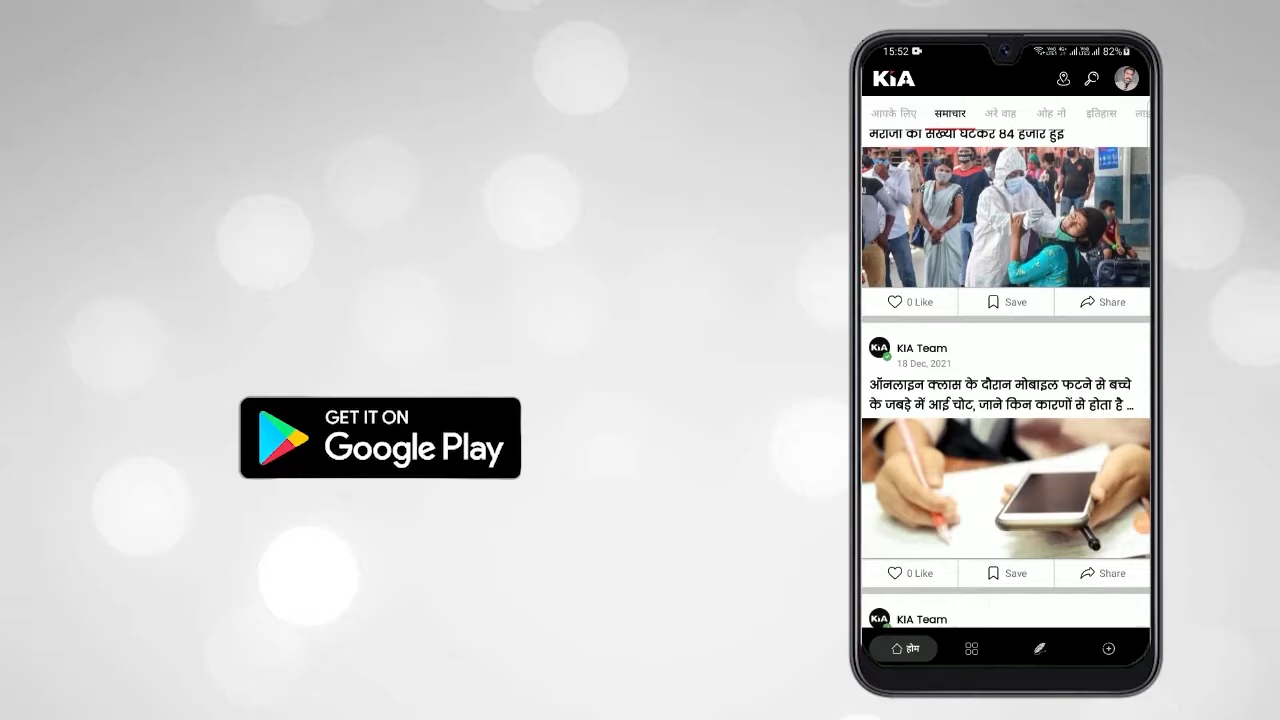 GET IT ON
Google Play
15:52
82%
KiA
आपके लिए समाचार अरे वाह ओह नो इतिहास
घटकर 84 हजार हुई
0 Like Save Share
KIA Team
18 Dec, 2021
ऑनलाइन क्लास के दौरान मोबाइल फटने से बच्चे
के जबड़े में आई चोट, जाने किन कारणों से होता है ...
0 Like Save Share
KIA Team
होम